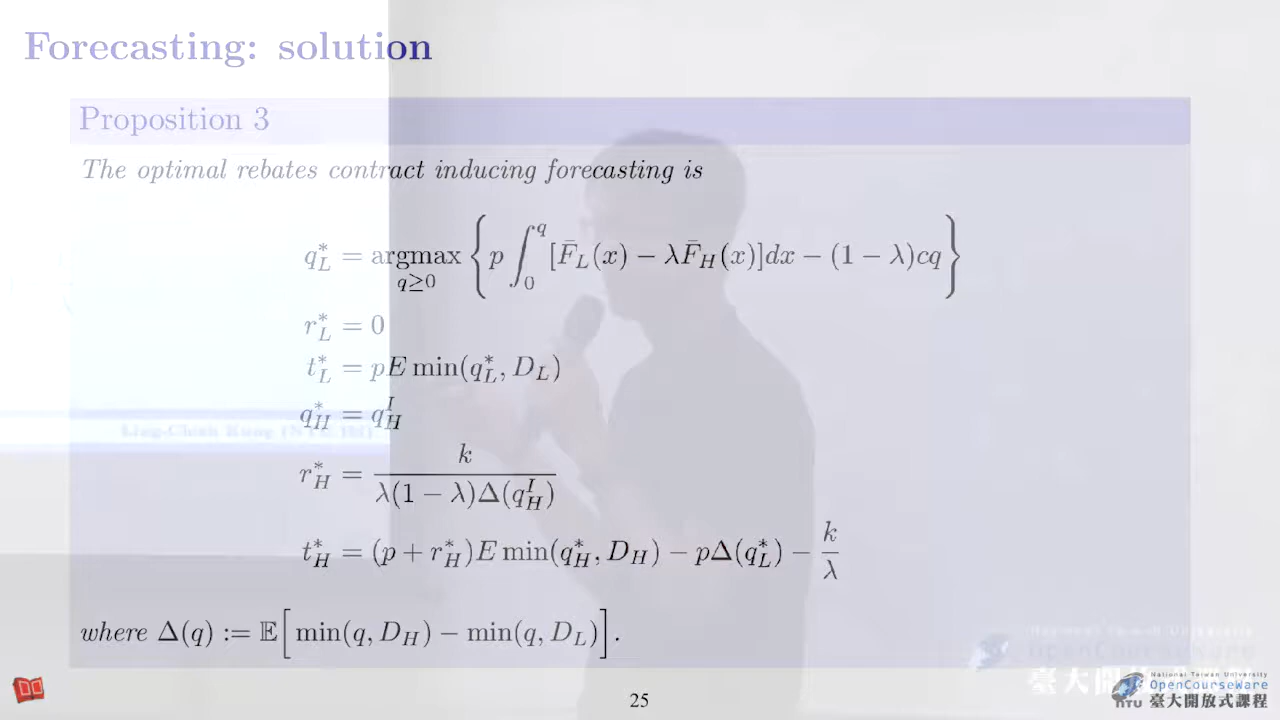 Forecasting: solution
Proposition 3
The optimal rebates contract inducing forecasting is
q*_L = argmax_{q≥0} { p ∫_0^q [F̄_L(x) − λF̄_H(x)]dx − (1 − λ)cq }
r*_L = 0
t*_L = pE min(q*_L, D_L)
q*_H = q^I_H
r*_H = k / (λ(1 − λ)Δ(q^I_H))
t*_H = (p + r*_H)E min(q*_H, D_H) − pΔ(q*_L) − k/λ
where Δ(q) := 𝔼[min(q, D_H) − min(q, D_L)].
25
National Taiwan University
OpenCourseWare
NTU 臺大開放式課程